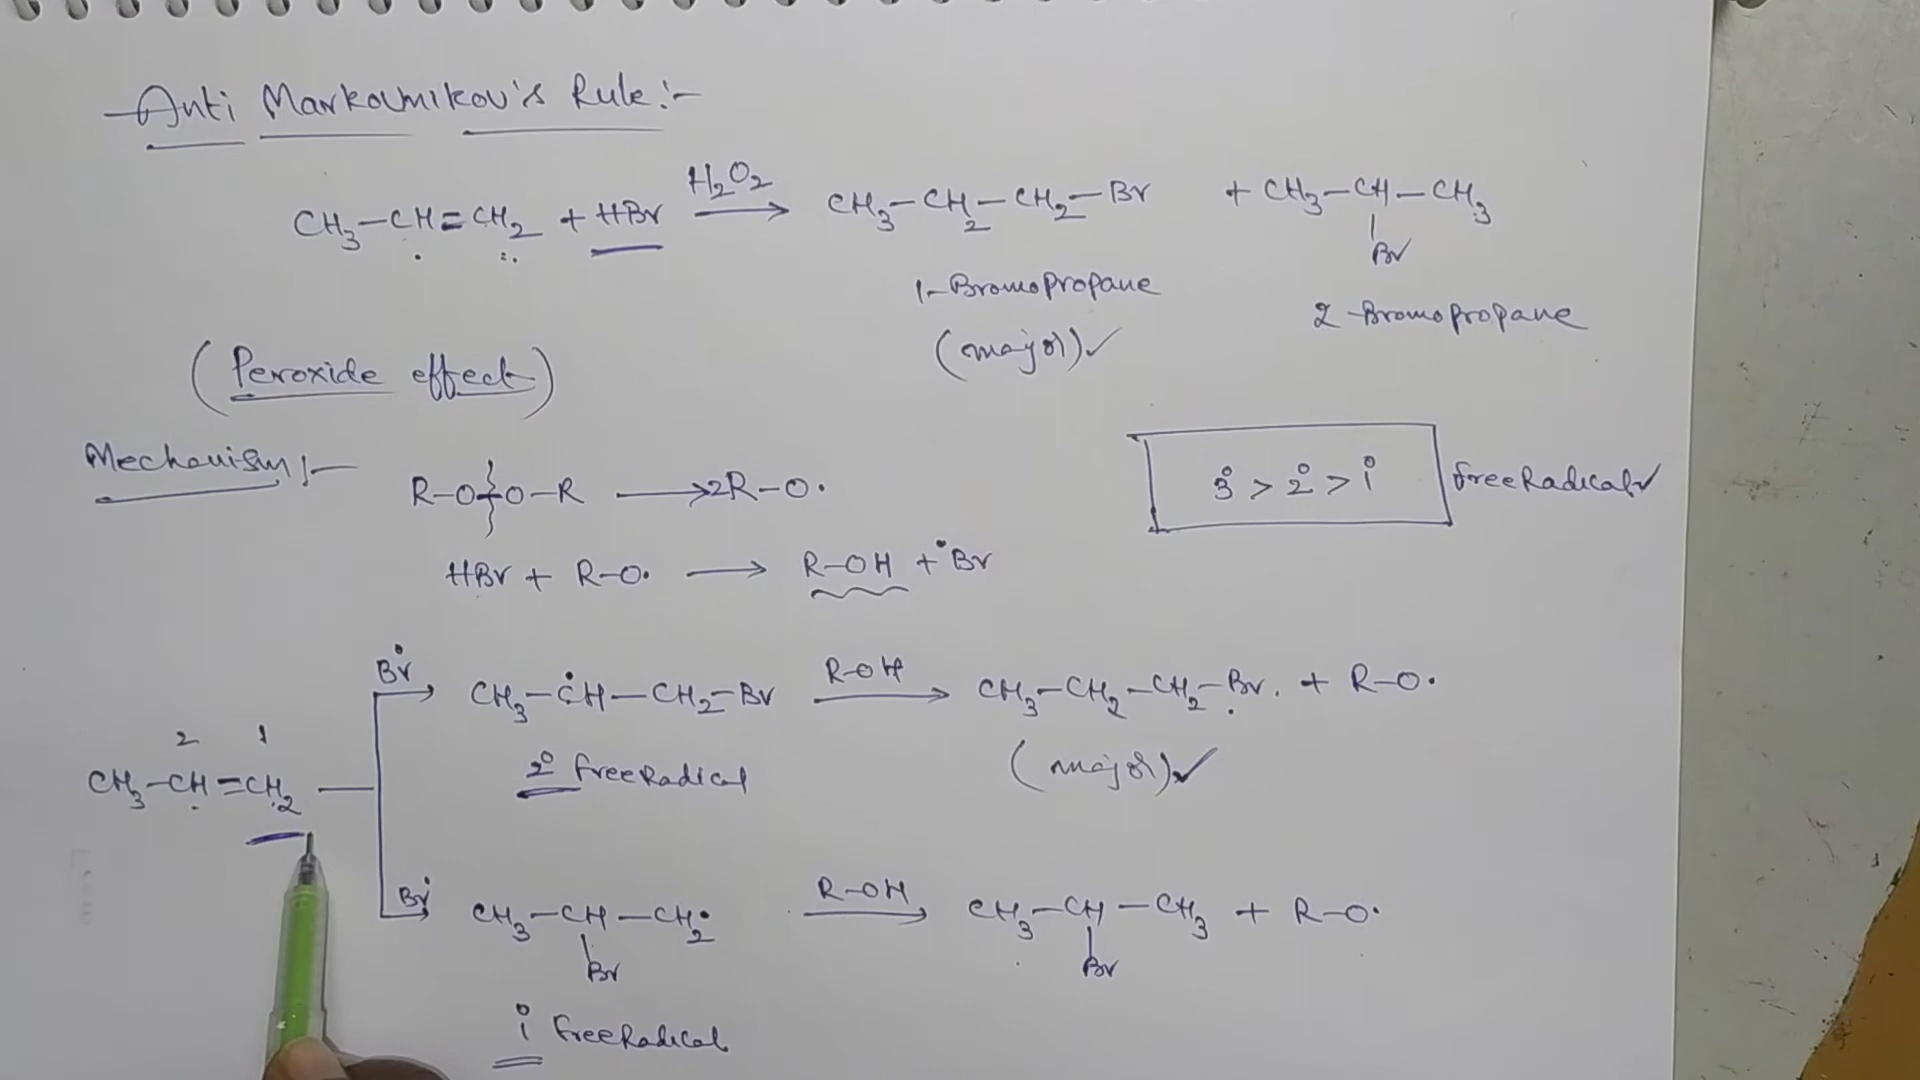 Anti Markovnikov's Rule:-
CH3-CH=CH2 + HBr H2O2→ CH3-CH2-CH2-Br + CH3-CH-CH3
Br
1-Bromopropane
2-Bromopropane
(major)✓
(Peroxide effect)
Mechanism:-
R-O-O-R → 2R-O•
3° > 2° > 1° free Radical✓
HBr + R-O• → R-OH + •Br
Br• CH3-ĊH-CH2-Br R-OH→ CH3-CH2-CH2-Br. + R-O•
2° free Radical
(major)✓
2 1
CH3-CH=CH2
Br• CH3-CH-CH2• R-OH→ CH3-CH-CH3 + R-O•
Br Br
1° free Radical